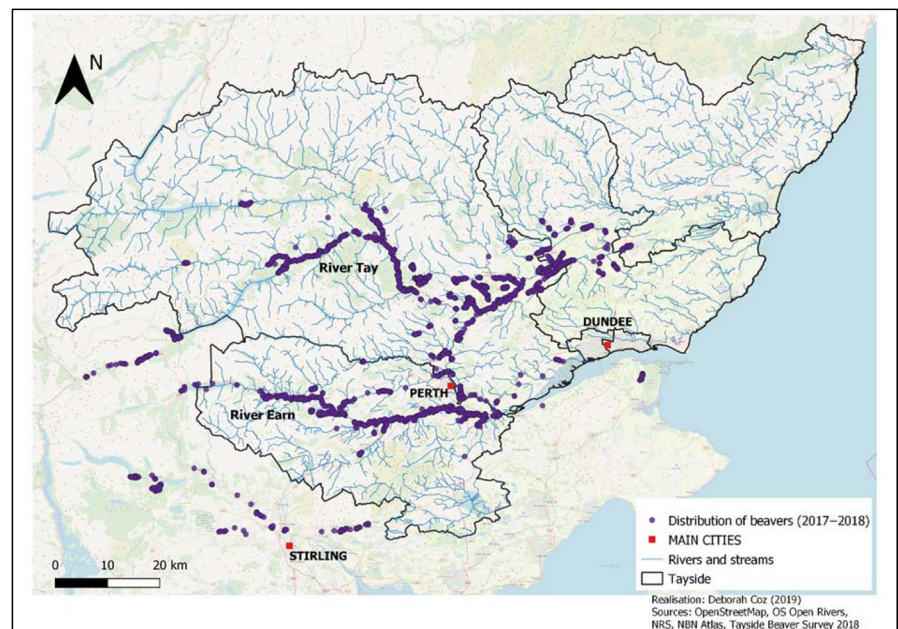 N
River Tay
DUNDEE
PERTH
River Earn
STIRLING
0 10 20 km
Distribution of beavers (2017–2018)
MAIN CITIES
Rivers and streams
Tayside
Realisation: Deborah Coz (2019)
Sources: OpenStreetMap, OS Open Rivers,
NRS, NBN Atlas, Tayside Beaver Survey 2018